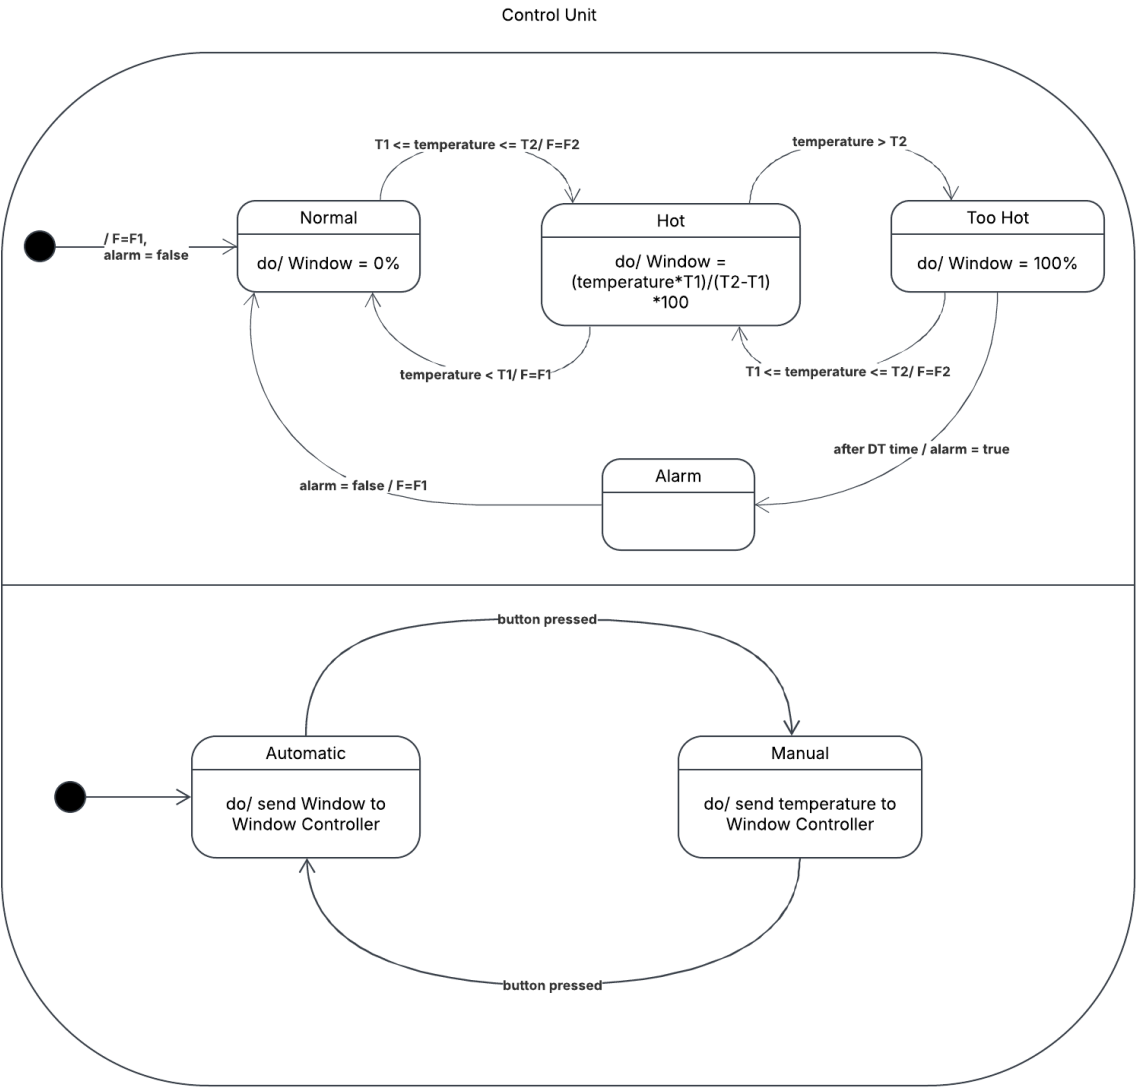 Control Unit
T1 <= temperature <= T2/ F=F2
temperature > T2
/ F=F1,
alarm = false
Normal
do/ Window = 0%
Hot
do/ Window =
(temperature*T1)/(T2-T1)
*100
Too Hot
do/ Window = 100%
temperature < T1/ F=F1
T1 <= temperature <= T2/ F=F2
after DT time / alarm = true
alarm = false / F=F1
Alarm
button pressed
Automatic
do/ send Window to
Window Controller
Manual
do/ send temperature to
Window Controller
button pressed